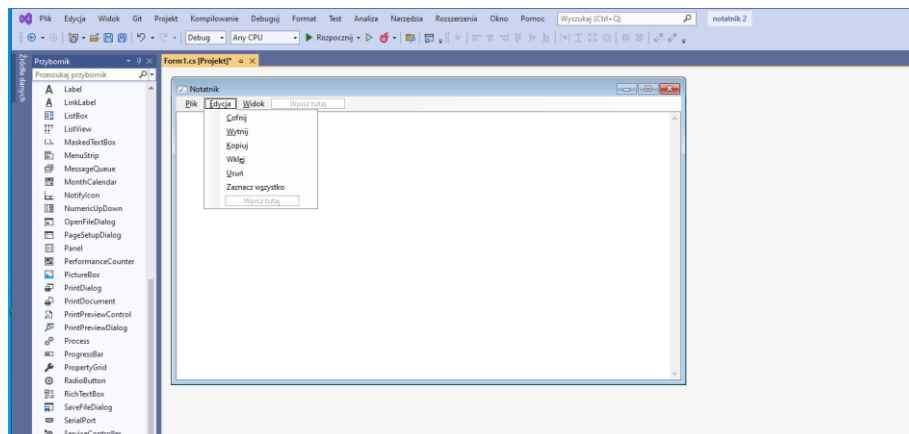 Plik Edycja Widok Git Projekt Kompilowanie Debuguj Format Test Analiza Narzędzia Rozszerzenia Okno Pomoc Wyszukaj (Ctrl+Q) notatnik 2
Debug Any CPU Rozpocznij
Źródła danych
Przybornik
Form1.cs [Projekt]*
Przeszukaj przybornik
Label
LinkLabel
ListBox
ListView
MaskedTextBox
MenuStrip
MessageQueue
MonthCalendar
NotifyIcon
NumericUpDown
OpenFileDialog
PageSetupDialog
Panel
PerformanceCounter
PictureBox
PrintDialog
PrintDocument
PrintPreviewControl
PrintPreviewDialog
Process
ProgressBar
PropertyGrid
RadioButton
RichTextBox
SaveFileDialog
SerialPort
ServiceController
Notatnik
Plik Edycja Widok Wpisz tutaj
Cofnij
Wytnij
Kopiuj
Wklej
Usuń
Zaznacz wszystko
Wpisz tutaj